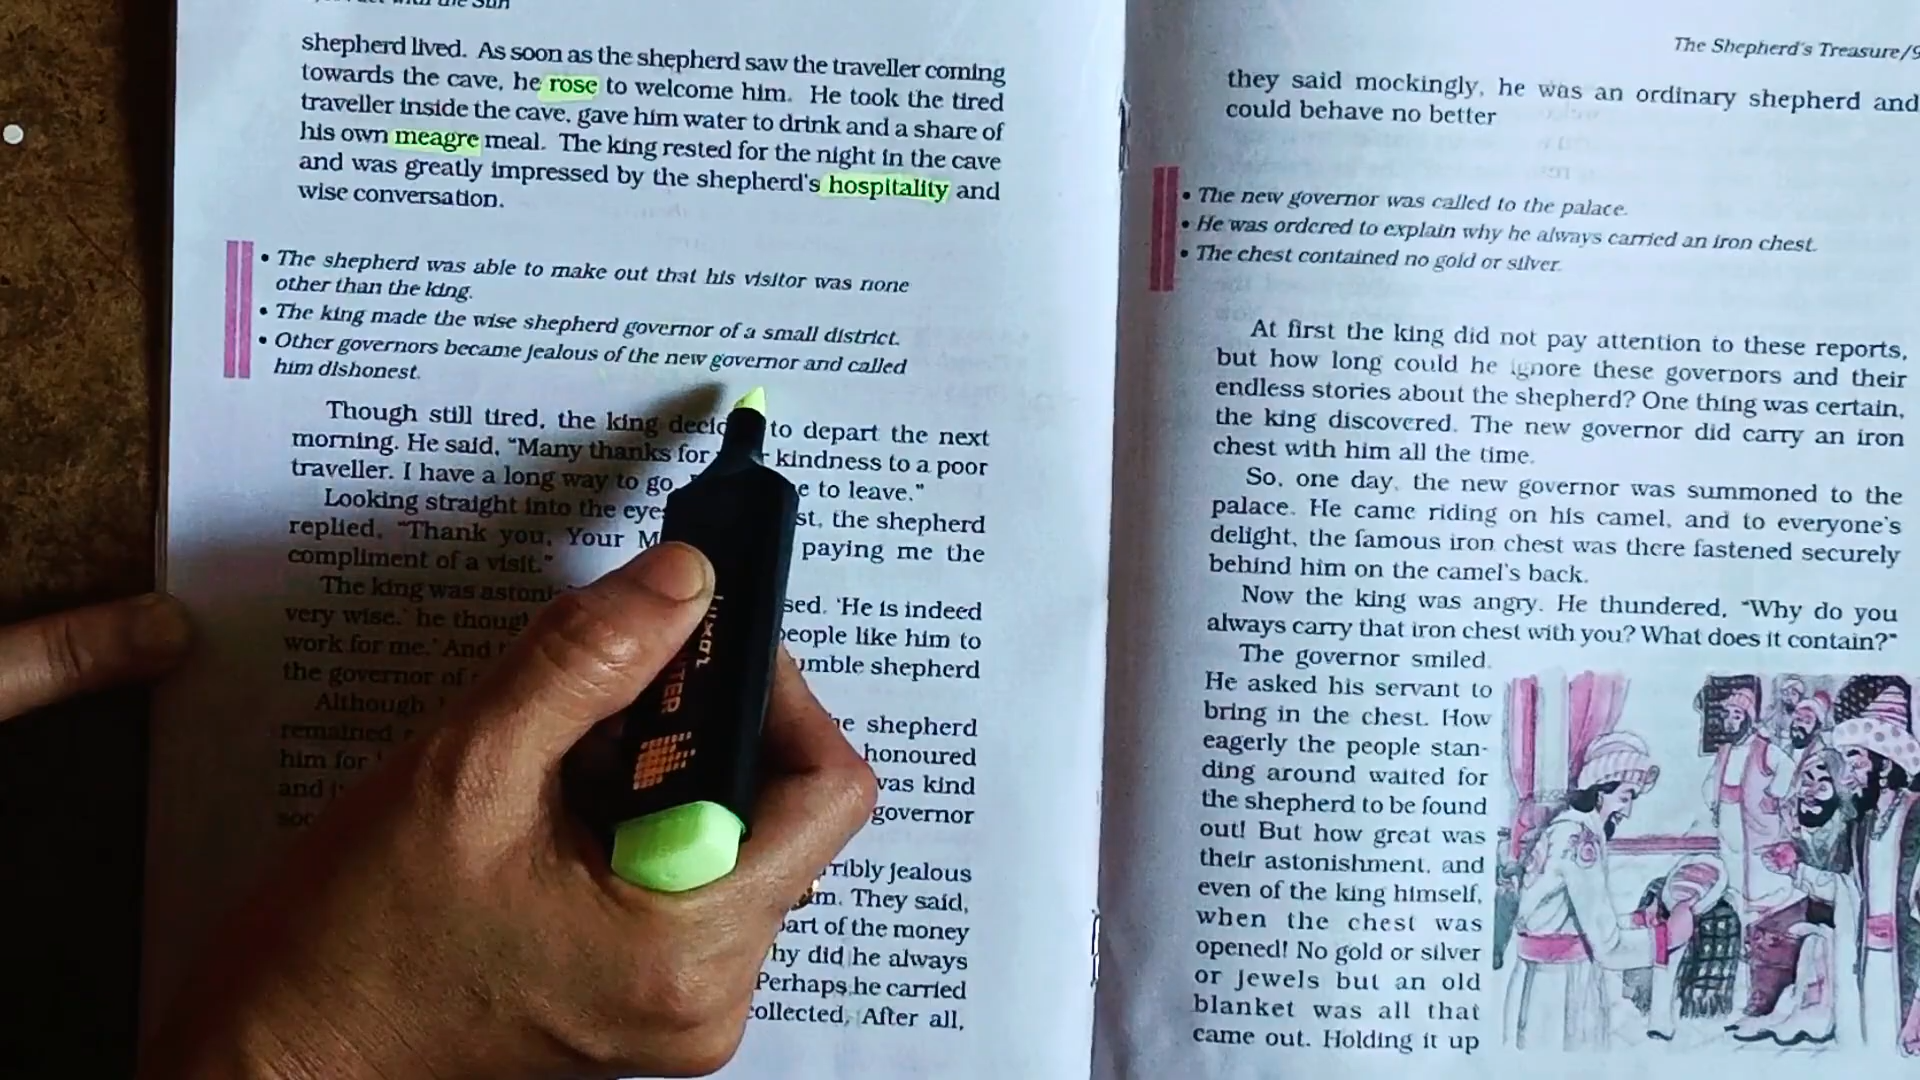 with the Sun
shepherd lived. As soon as the shepherd saw the traveller coming
towards the cave, he rose to welcome him. He took the tired
traveller inside the cave, gave him water to drink and a share of
his own meagre meal. The king rested for the night in the cave
and was greatly impressed by the shepherd's hospitality and
wise conversation.
• The shepherd was able to make out that his visitor was none
other than the king.
• The king made the wise shepherd governor of a small district.
• Other governors became jealous of the new governor and called
him dishonest.
Though still tired, the king to depart the next
morning. He said, “Many thanks for kindness to a poor
traveller. I have a long way to go to leave.”
Looking straight into the the shepherd
replied, “Thank you, Your paying me the
compliment of a visit.”
The king was ‘He is indeed
very wise,’ he people like him to
work for me.’ And shepherd
the governor of
Although shepherd
remained honoured
him for was kind
and governor
jealous
They said,
of the money
did he always
Perhaps he carried
After all,
luxor
The Shepherd's Treasure/9
they said mockingly, he was an ordinary shepherd and
could behave no better
• The new governor was called to the palace.
• He was ordered to explain why he always carried an iron chest.
• The chest contained no gold or silver.
At first the king did not pay attention to these reports,
but how long could he ignore these governors and their
endless stories about the shepherd? One thing was certain,
the king discovered. The new governor did carry an iron
chest with him all the time.
So, one day, the new governor was summoned to the
palace. He came riding on his camel, and to everyone's
delight, the famous iron chest was there fastened securely
behind him on the camel's back.
Now the king was angry. He thundered, “Why do you
always carry that iron chest with you? What does it contain?”
The governor smiled.
He asked his servant to
bring in the chest. How
eagerly the people stan-
ding around waited for
the shepherd to be found
out! But how great was
their astonishment, and
even of the king himself,
when the chest was
opened! No gold or silver
or jewels but an old
blanket was all that
came out. Holding it up